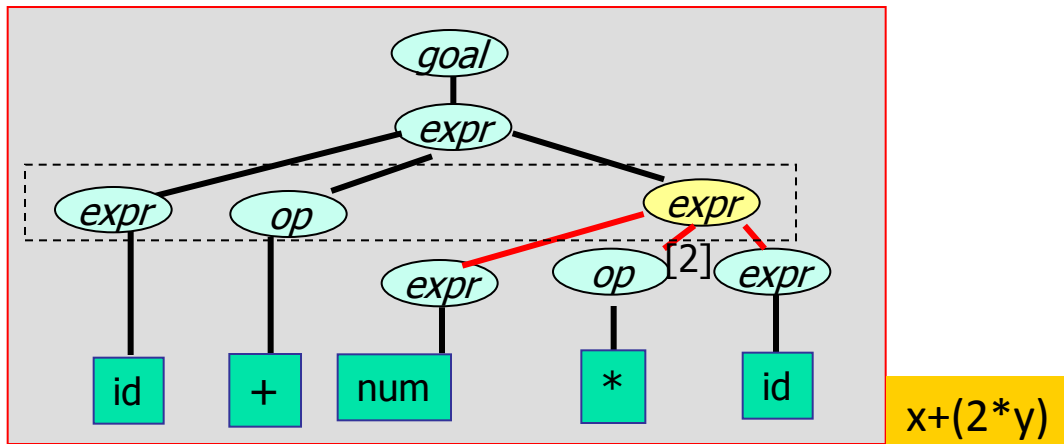 goal
expr
expr op expr
expr op [2] expr
id + num * id
x+(2*y)